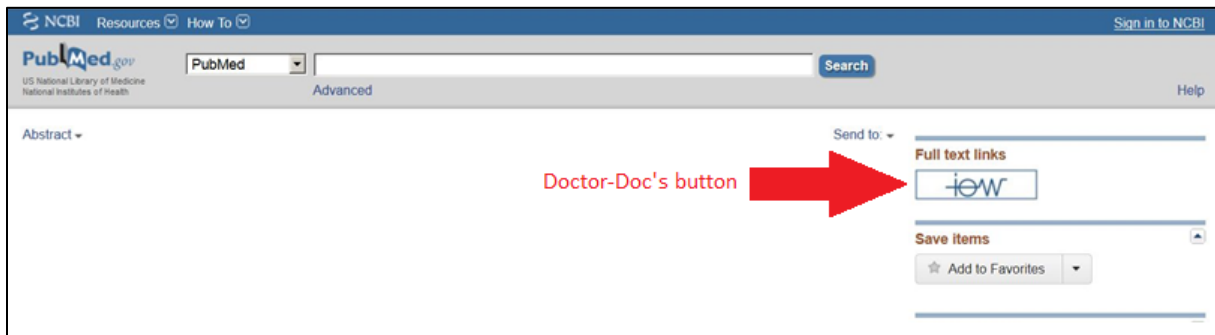 NCBI Resources How To Sign in to NCBI
PubMed.gov
US National Library of Medicine
National Institutes of Health
PubMed
Search
Advanced
Help
Abstract
Send to:
Full text links
Doctor-Doc's button
iew
Save items
Add to Favorites